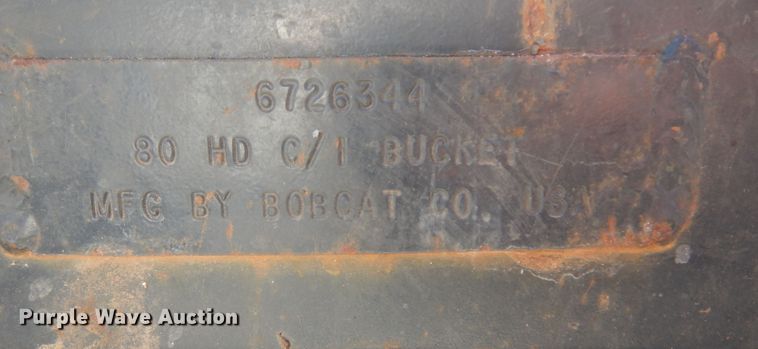 6726344
80 HD C/I BUCKET
MFG BY BOBCAT CO. USA
Purple Wave Auction